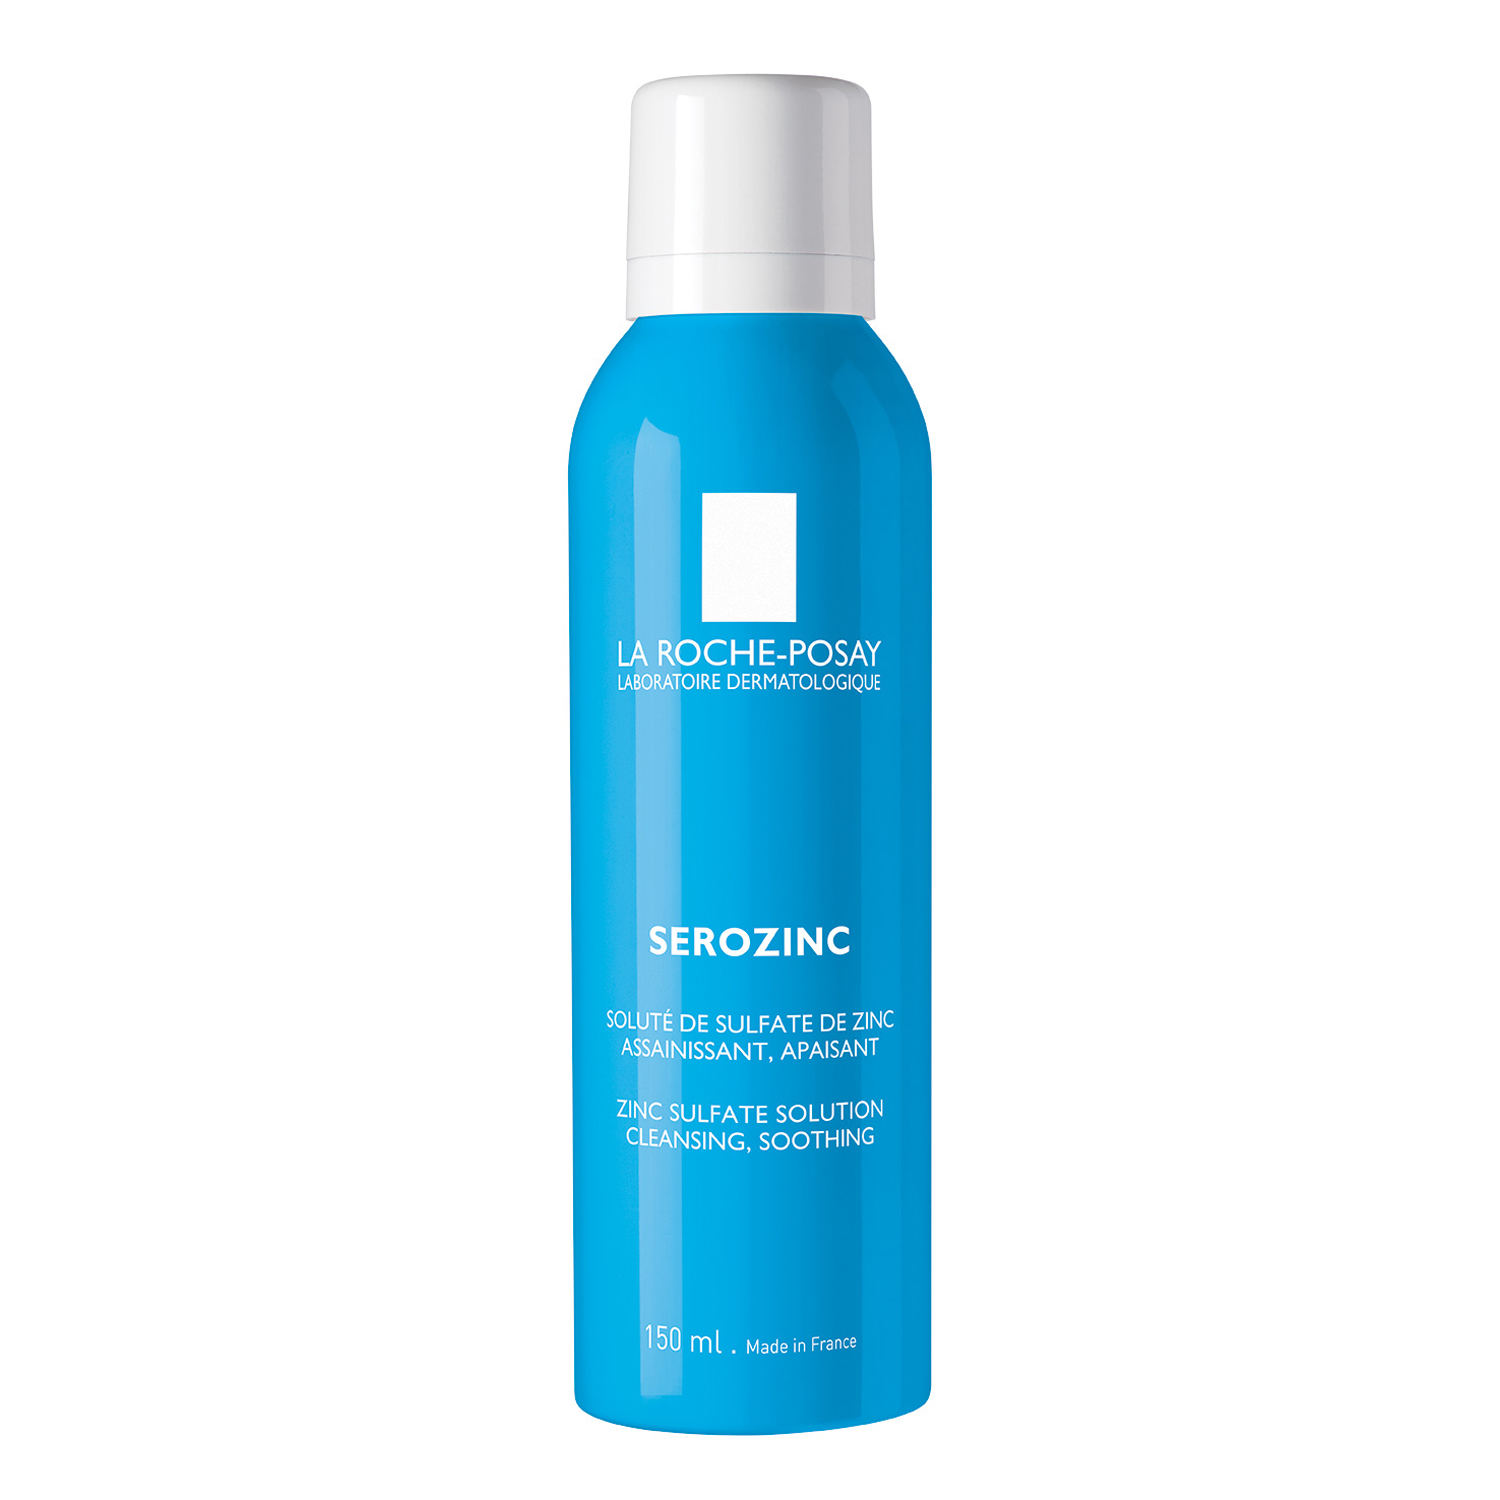 LA ROCHE-POSAY
LABORATOIRE DERMATOLOGIQUE
SEROZINC
SOLUTÉ DE SULFATE DE ZINC
ASSAINISSANT, APAISANT
ZINC SULFATE SOLUTION
CLEANSING, SOOTHING
150 ml . Made in France